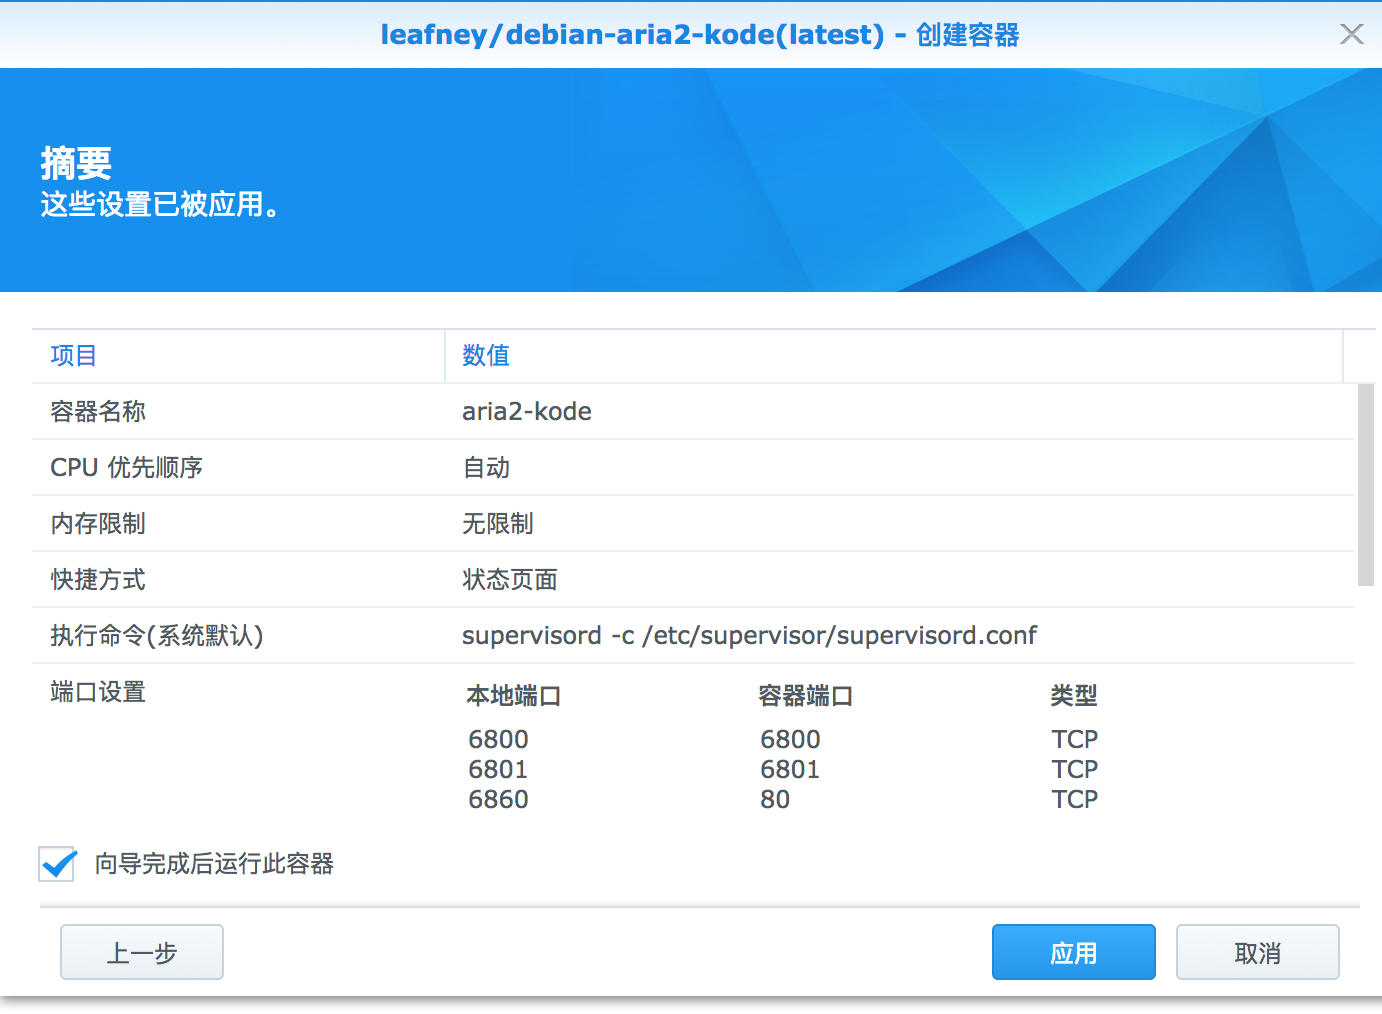 leafney/debian-aria2-kode(latest) - 创建容器
摘要
这些设置已被应用。
项目 数值
容器名称 aria2-kode
CPU 优先顺序 自动
内存限制 无限制
快捷方式 状态页面
执行命令(系统默认) supervisord -c /etc/supervisor/supervisord.conf
端口设置 本地端口 容器端口 类型
6800 6800 TCP
6801 6801 TCP
6860 80 TCP
向导完成后运行此容器
上一步 应用 取消